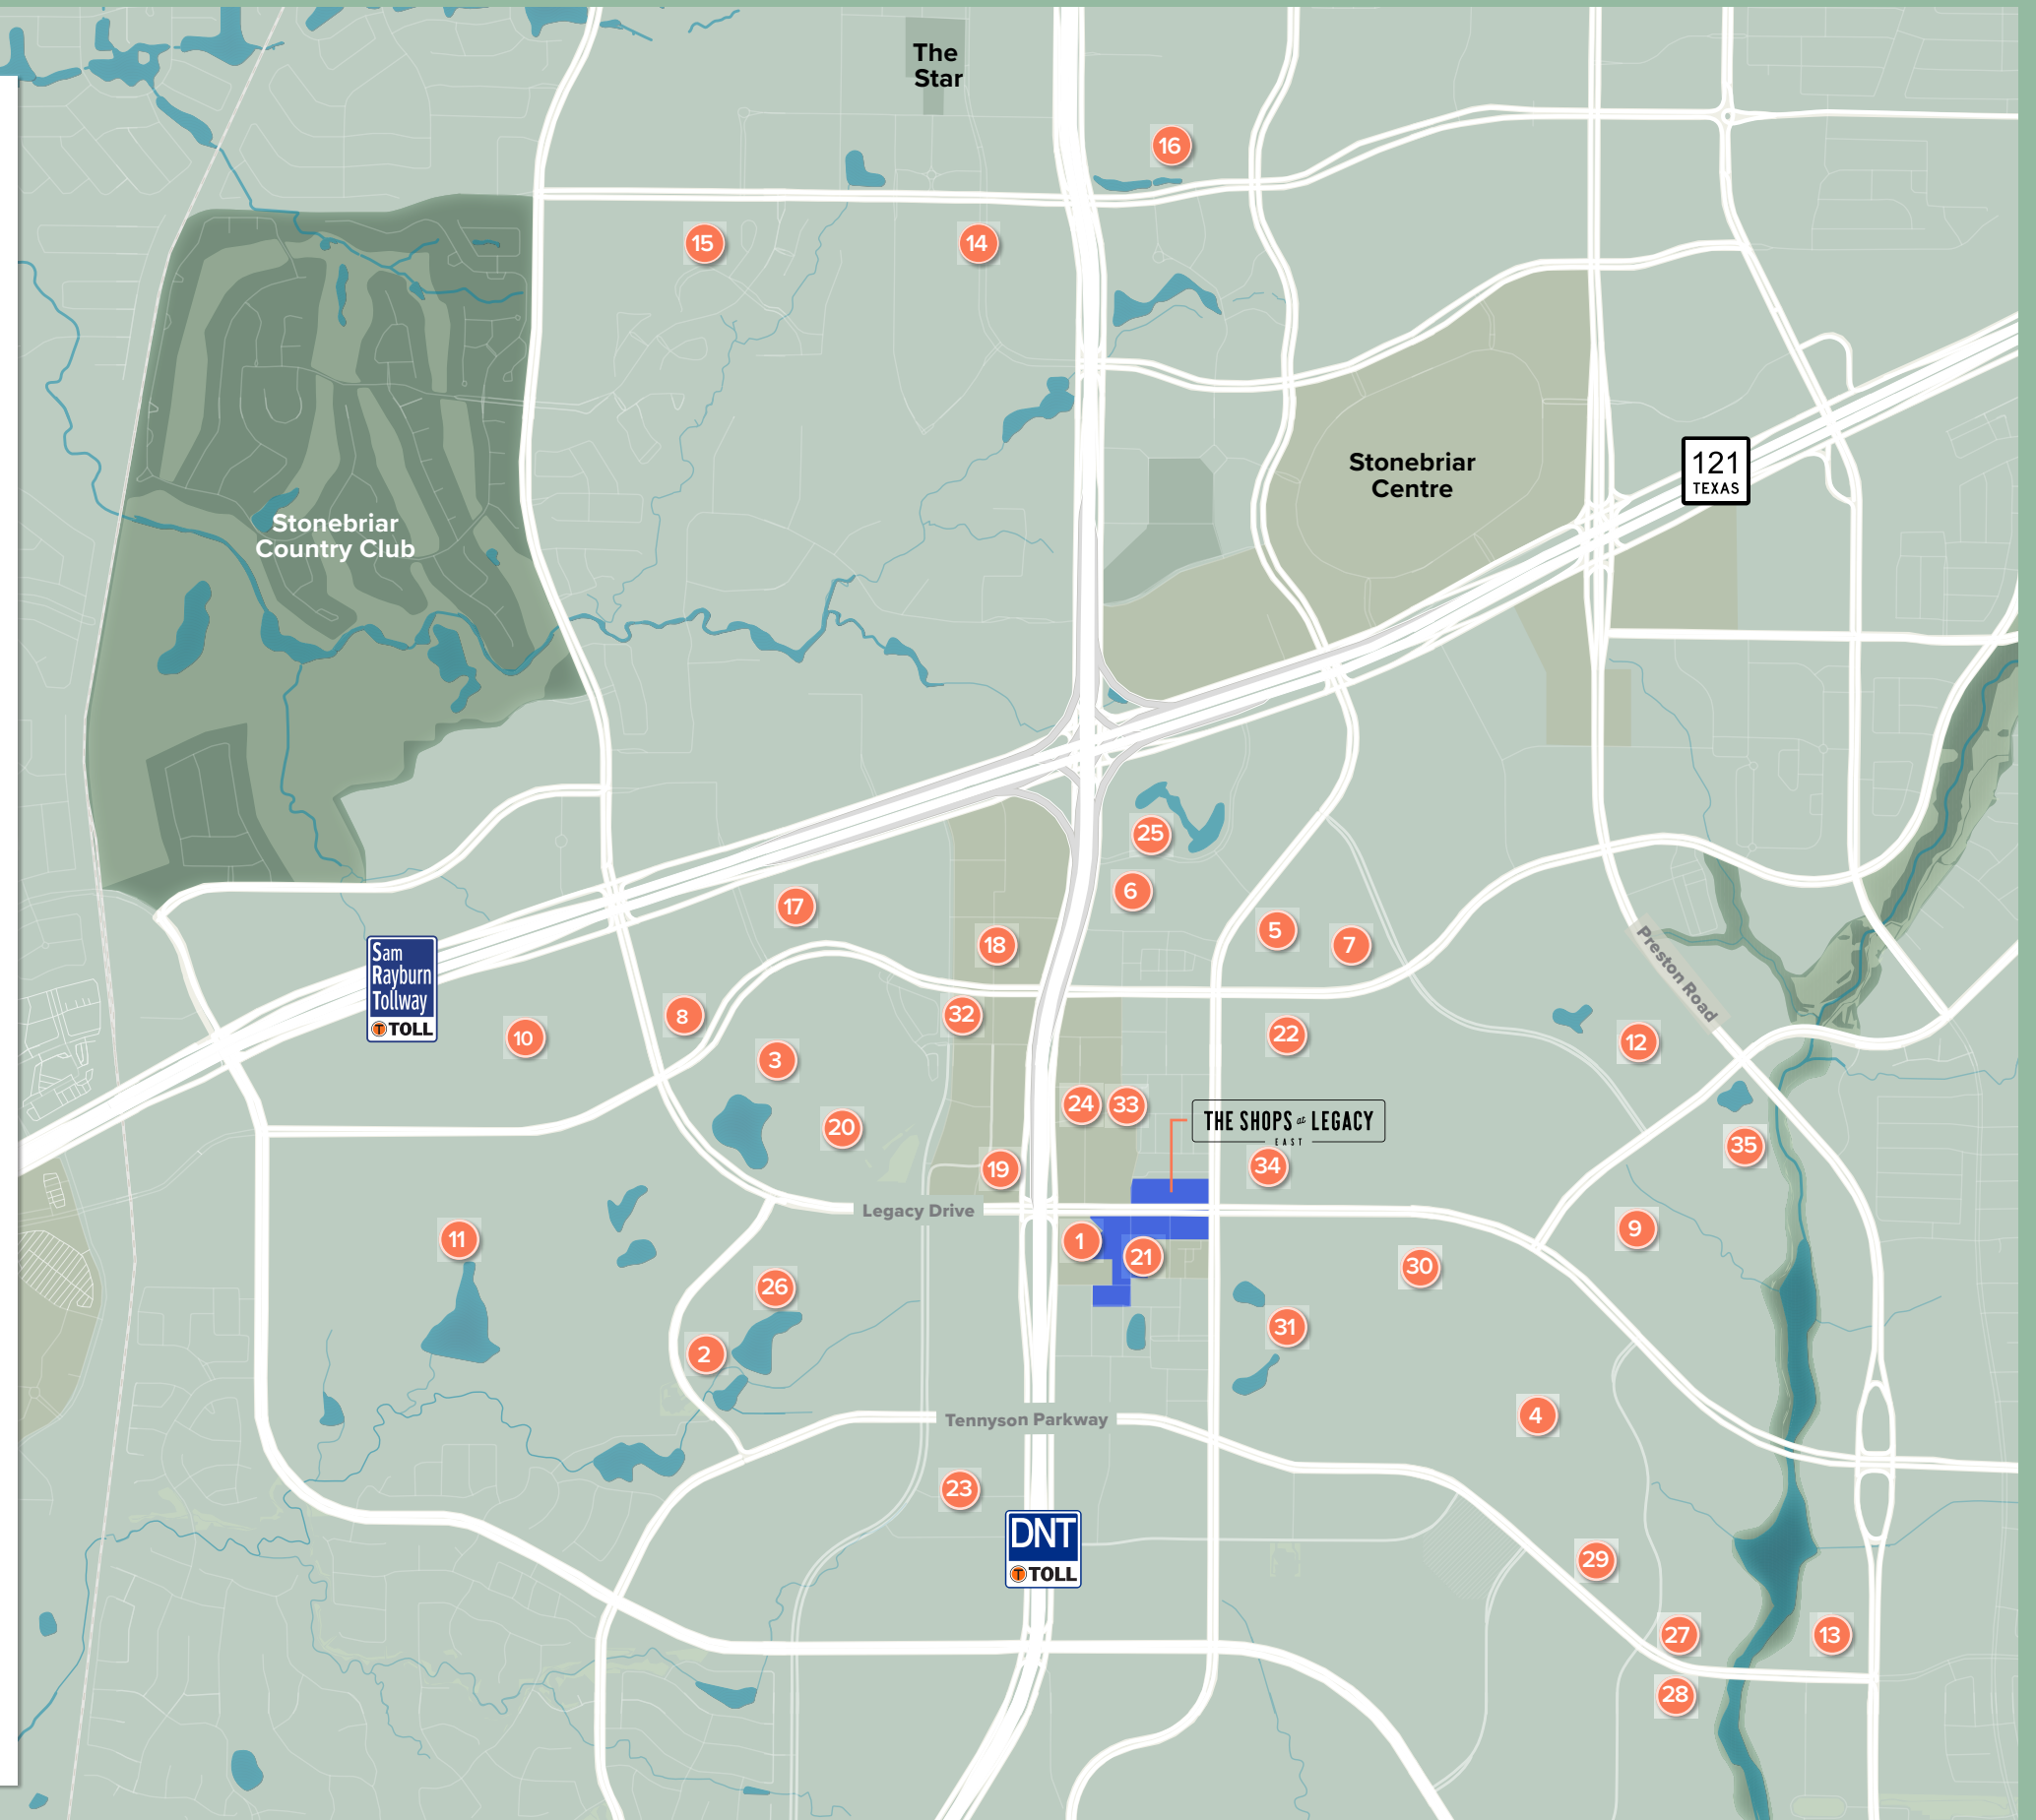 The
Star
16
15
14
Stonebriar
Centre
121
TEXAS
Stonebriar
Country Club
25
6
17
18
5
7
Preston Road
Sam
Rayburn
Tollway
T TOLL
8
32
10
3
22
12
24
33
THE SHOPS at LEGACY
EAST
20
19
34
35
Legacy Drive
11
1
21
9
30
26
2
31
Tennyson Parkway
4
23
DNT
T TOLL
29
27
13
28